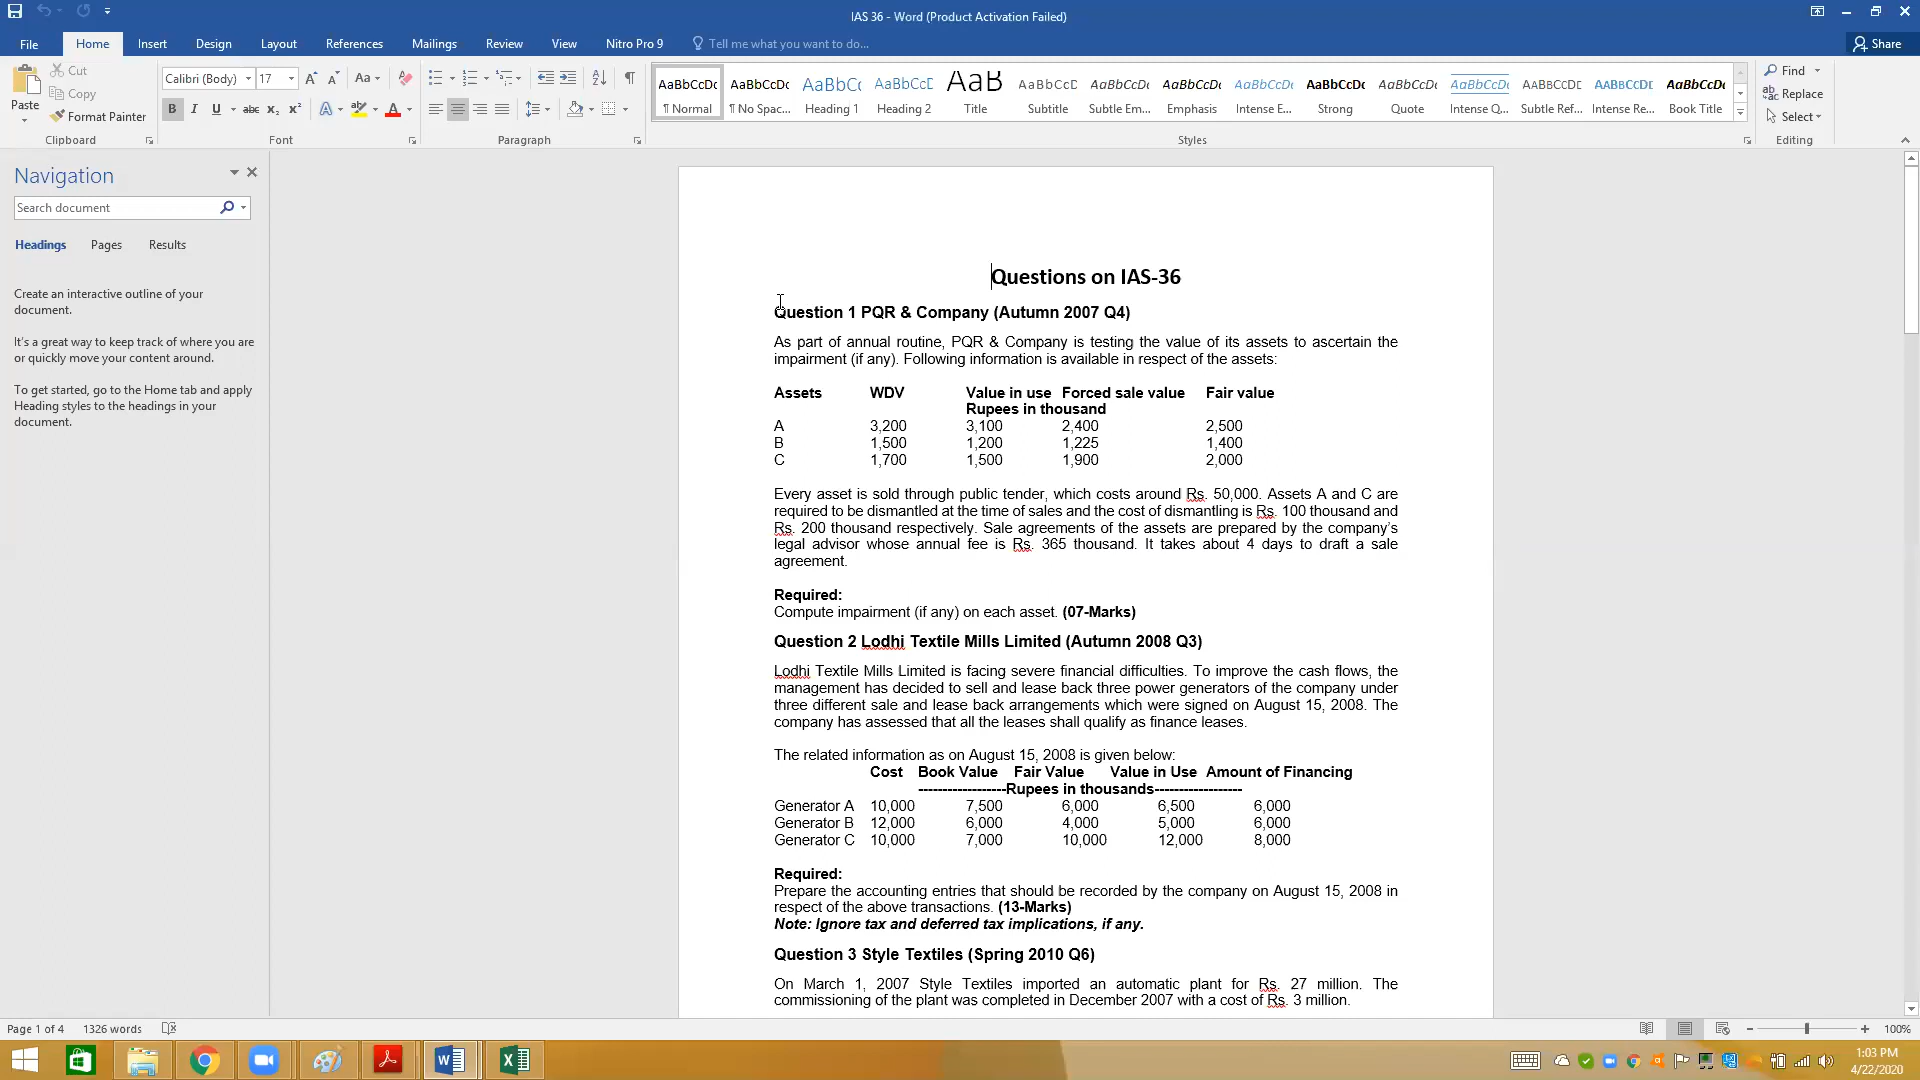 IAS 36 - Word (Product Activation Failed)
File Home Insert Design Layout References Mailings Review View Nitro Pro 9 Tell me what you want to do... Share
Paste
Cut
Copy
Format Painter
Clipboard
Calibri (Body) 17
Font
Paragraph
AaBbCcDc AaBbCcDc AaBbCc AaBbCcD AaB AaBbCcDc AaBbCcDc AaBbCcDc AaBbCcDc AaBbCcDc AaBbCcDc AaBbCcDc AABBCCDD AABBCCDD AaBbCcDc
¶ Normal ¶ No Spac... Heading 1 Heading 2 Title Subtitle Subtle Em... Emphasis Intense E... Strong Quote Intense Q... Subtle Ref... Intense Re... Book Title
Styles
Find
Replace
Select
Editing
Navigation
Search document
Headings Pages Results
Create an interactive outline of your
document.
It's a great way to keep track of where you are
or quickly move your content around.
To get started, go to the Home tab and apply
Heading styles to the headings in your
document.
Questions on IAS-36
Question 1 PQR & Company (Autumn 2007 Q4)
As part of annual routine, PQR & Company is testing the value of its assets to ascertain the
impairment (if any). Following information is available in respect of the assets:
Assets WDV Value in use Forced sale value Fair value
Rupees in thousand
A 3,200 3,100 2,400 2,500
B 1,500 1,200 1,225 1,400
C 1,700 1,500 1,900 2,000
Every asset is sold through public tender, which costs around Rs. 50,000. Assets A and C are
required to be dismantled at the time of sales and the cost of dismantling is Rs. 100 thousand and
Rs. 200 thousand respectively. Sale agreements of the assets are prepared by the company's
legal advisor whose annual fee is Rs. 365 thousand. It takes about 4 days to draft a sale
agreement.
Required:
Compute impairment (if any) on each asset. (07-Marks)
Question 2 Lodhi Textile Mills Limited (Autumn 2008 Q3)
Lodhi Textile Mills Limited is facing severe financial difficulties. To improve the cash flows, the
management has decided to sell and lease back three power generators of the company under
three different sale and lease back arrangements which were signed on August 15, 2008. The
company has assessed that all the leases shall qualify as finance leases.
The related information as on August 15, 2008 is given below:
Cost Book Value Fair Value Value in Use Amount of Financing
------------------Rupees in thousands------------------
Generator A 10,000 7,500 6,000 6,500 6,000
Generator B 12,000 6,000 4,000 5,000 6,000
Generator C 10,000 7,000 10,000 12,000 8,000
Required:
Prepare the accounting entries that should be recorded by the company on August 15, 2008 in
respect of the above transactions. (13-Marks)
Note: Ignore tax and deferred tax implications, if any.
Question 3 Style Textiles (Spring 2010 Q6)
On March 1, 2007 Style Textiles imported an automatic plant for Rs. 27 million. The
commissioning of the plant was completed in December 2007 with a cost of Rs. 3 million.
Page 1 of 4 1326 words 100%
1:03 PM
4/22/2020